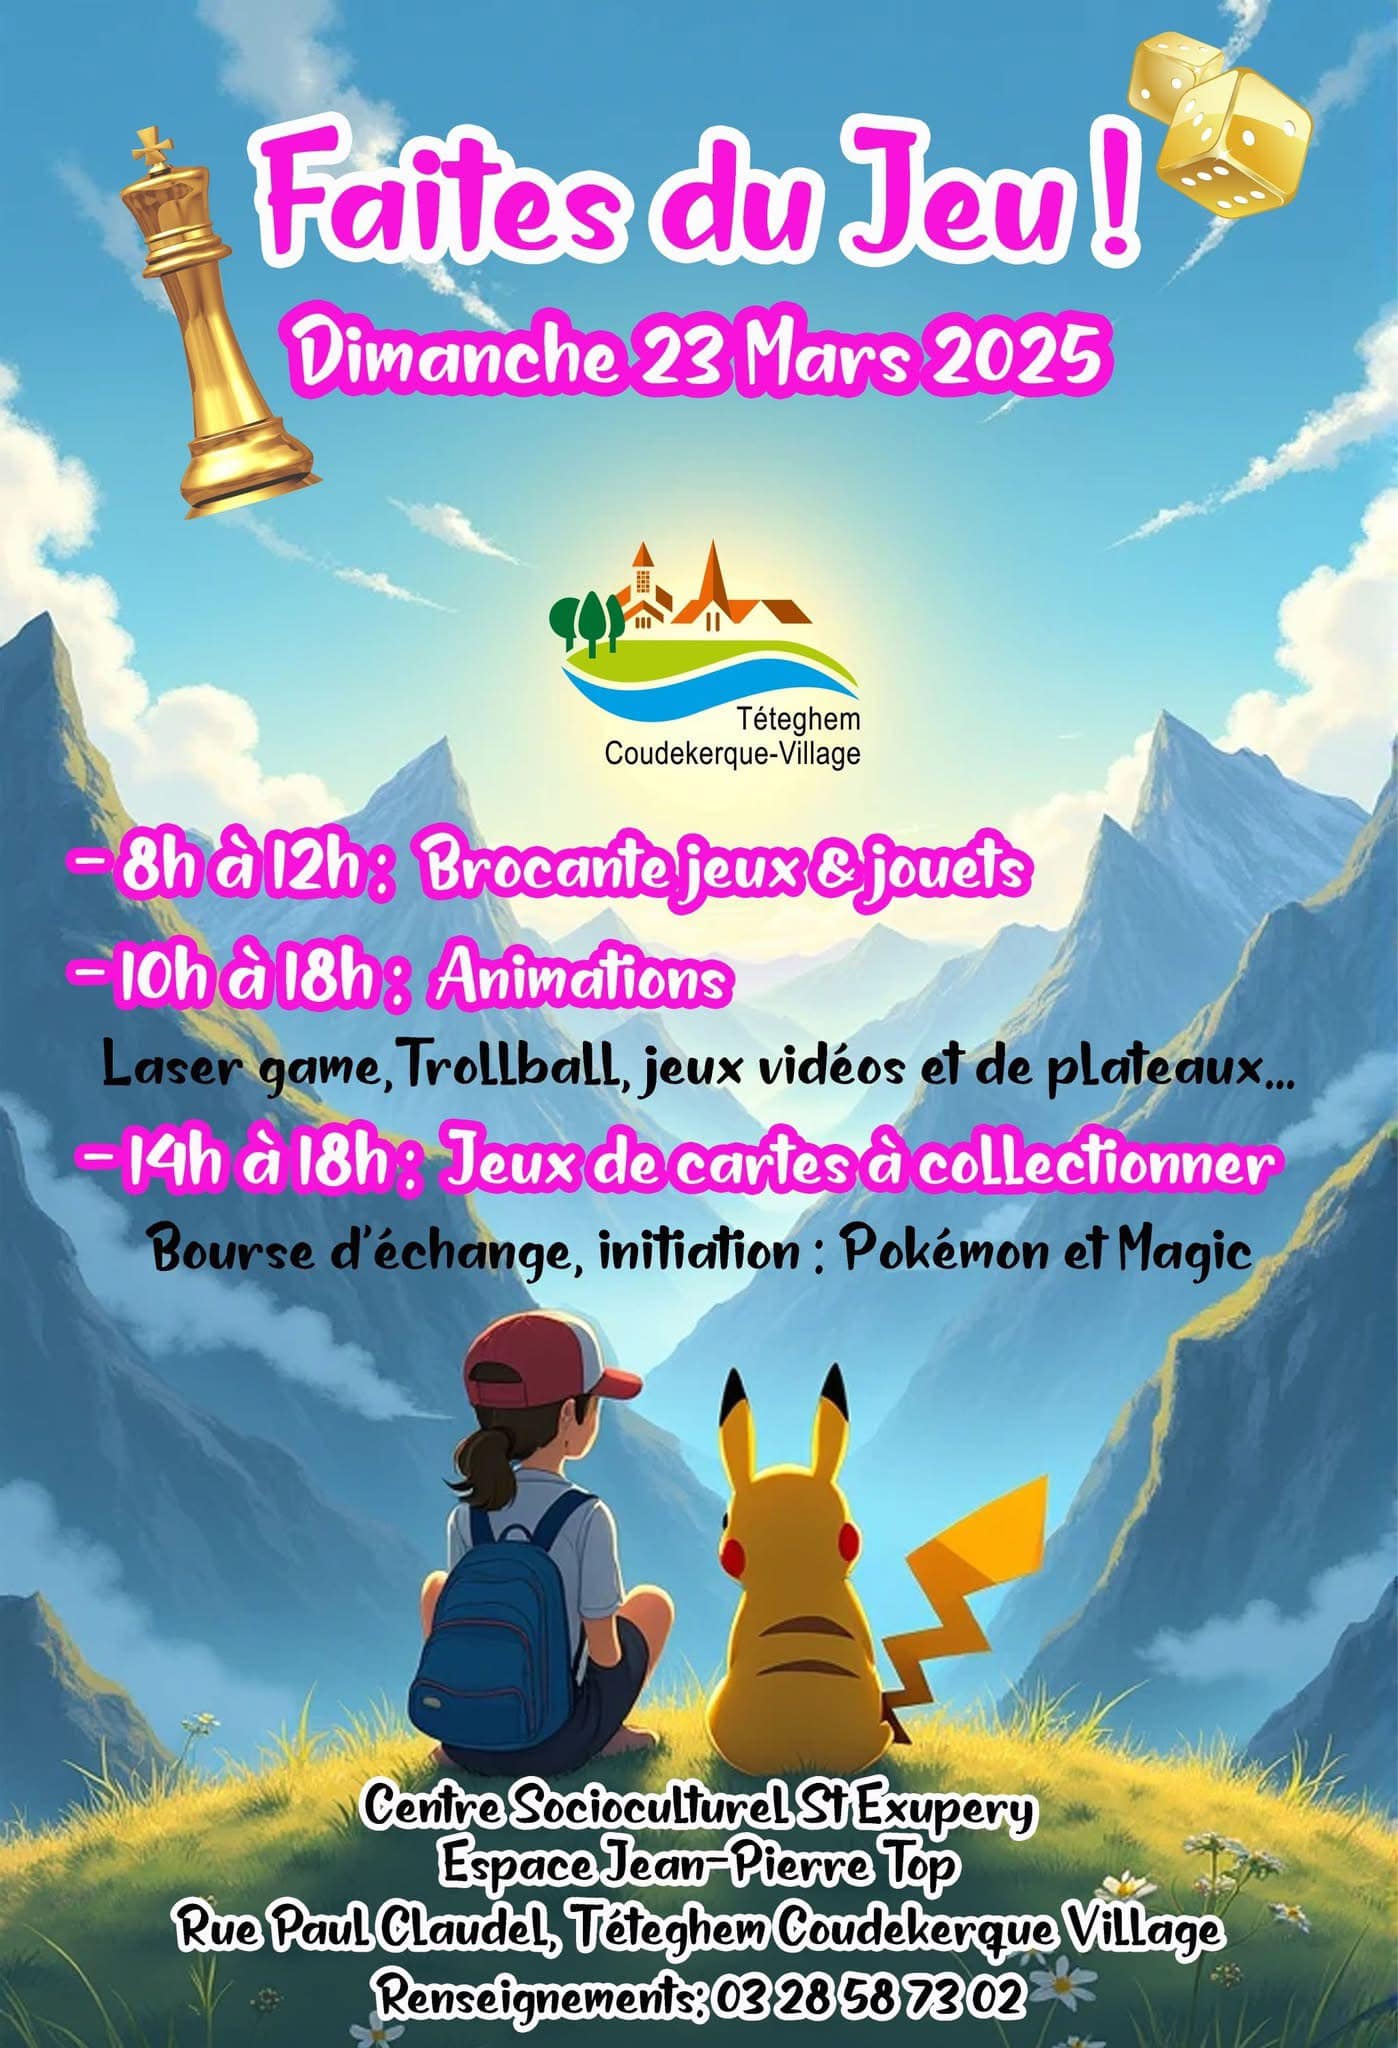 Faites du Jeu !
Dimanche 23 Mars 2025
Téteghem
Coudekerque-Village
- 8h à 12h : Brocante jeux & jouets
- 10h à 18h : Animations
Laser game, Trollball, jeux vidéos et de plateaux...
- 14h à 18h : Jeux de cartes à collectionner
Bourse d'échange, initiation : Pokémon et Magic
Centre Socioculturel St Exupery
Espace Jean-Pierre Top
Rue Paul Claudel, Téteghem Coudekerque Village
Renseignements: 03 28 58 73 02